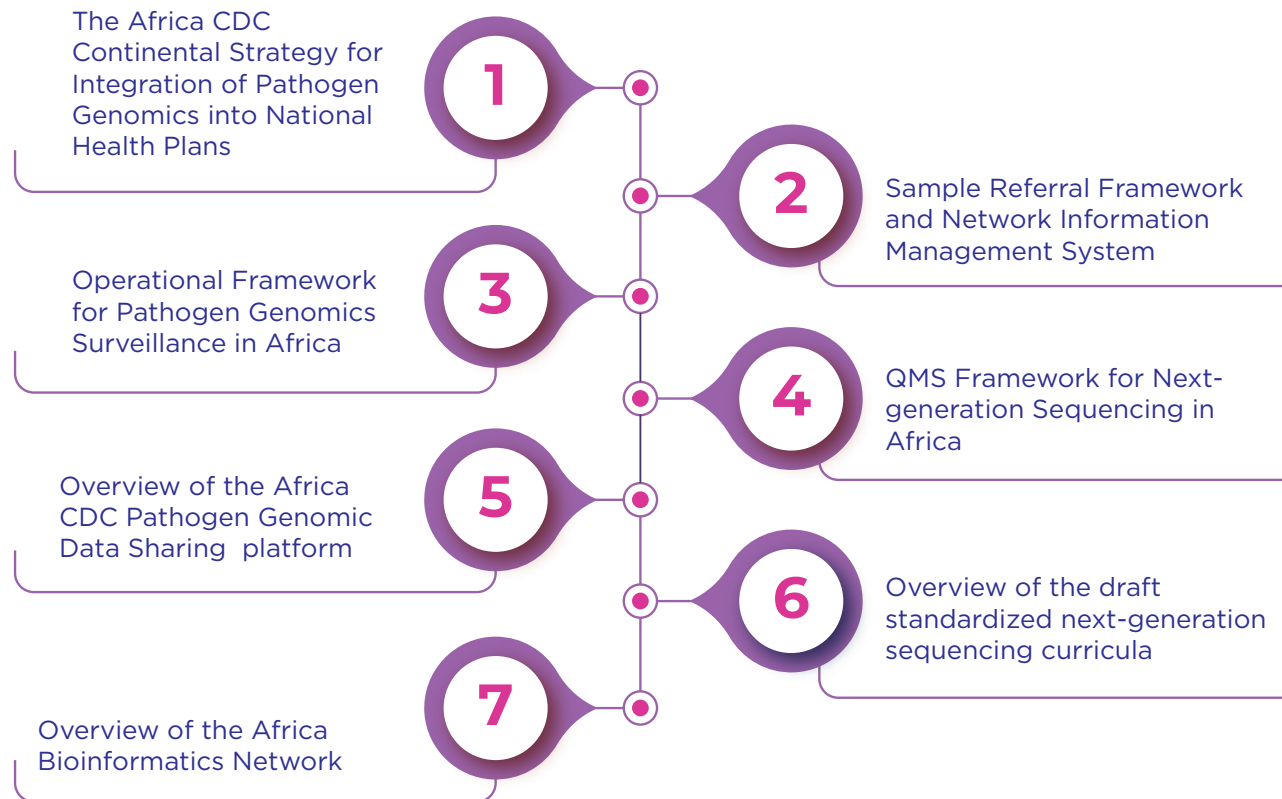 1
The Africa CDC
Continental Strategy for
Integration of Pathogen
Genomics into National
Health Plans
2
Sample Referral Framework
and Network Information
Management System
3
Operational Framework
for Pathogen Genomics
Surveillance in Africa
4
QMS Framework for Next-
generation Sequencing in
Africa
5
Overview of the Africa
CDC Pathogen Genomic
Data Sharing  platform
6
Overview of the draft
standardized next-generation
sequencing curricula
7
Overview of the Africa
Bioinformatics Network